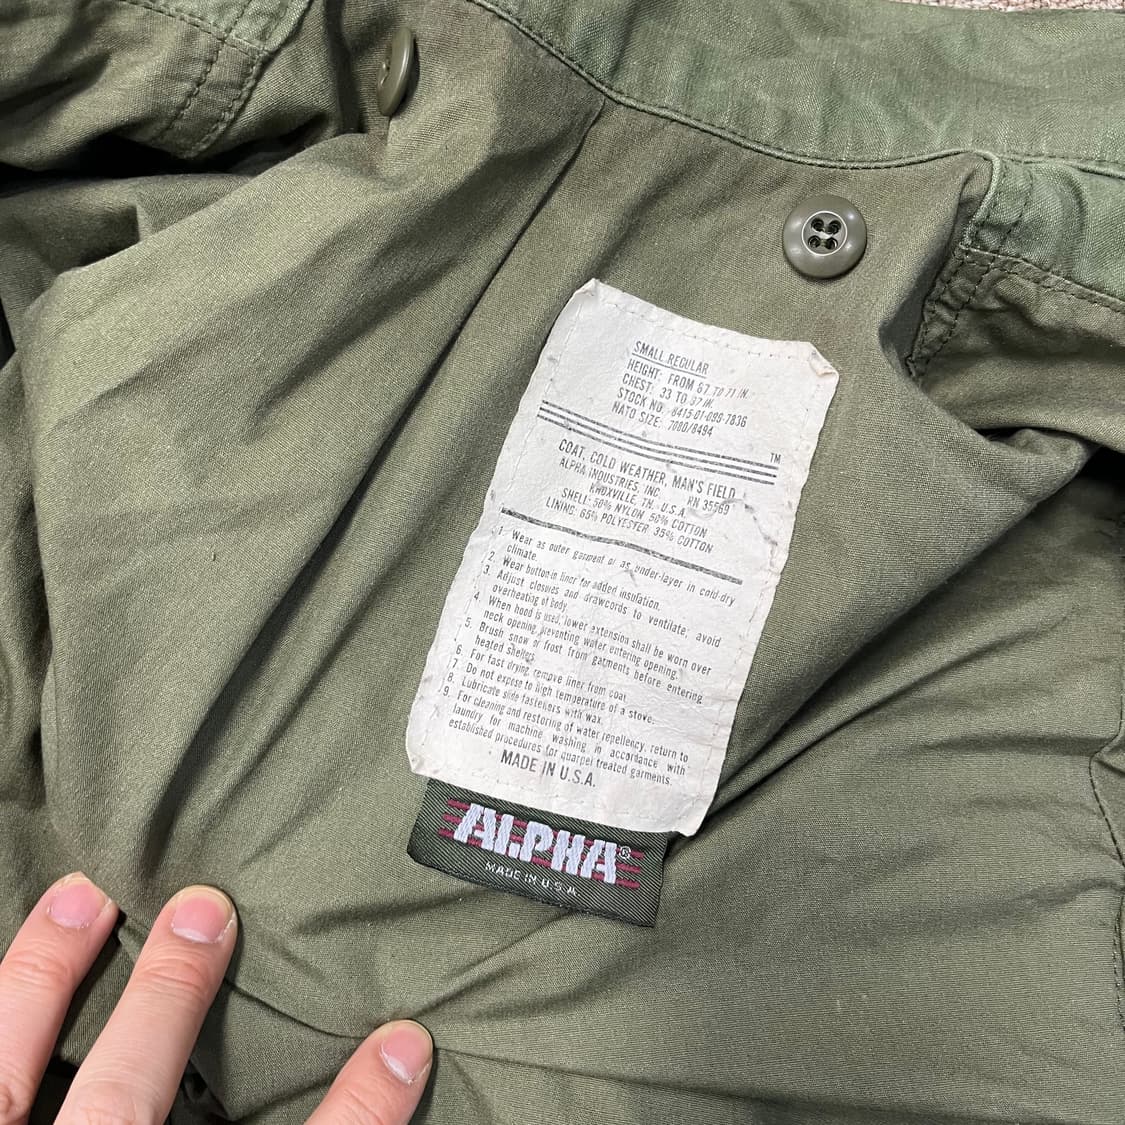 SMALL REGULAR
HEIGHT: FROM 67 TO 71 IN.
CHEST: 33 TO 37 IN.
STOCK NO. 8415-01-099-7836
NATO SIZE: 7080/8494
TM
COAT, COLD WEATHER, MAN'S FIELD
ALPHA INDUSTRIES, INC. RN 35569
KNOXVILLE, TN. U.S.A.
SHELL: 50% NYLON 50% COTTON
LINING: 65% POLYESTER 35% COTTON
1. Wear as outer garment or as under-layer in cold-dry
climate.
2. Wear button-in liner for added insulation.
3. Adjust closures and drawcords to ventilate, avoid
overheating of body.
4. When hood is used, lower extension shall be worn over
neck opening, preventing water entering opening.
5. Brush snow or frost from garments before entering
heated shelters.
6. For fast drying, remove liner from coat.
7. Do not expose to high temperature of a stove.
8. Lubricate slide fasteners with wax.
9. For cleaning and restoring of water repellency, return to
laundry for machine washing in accordance with
established procedures for quarpel treated garments.
MADE IN U.S.A.
ALPHA®
MADE IN U.S.A.